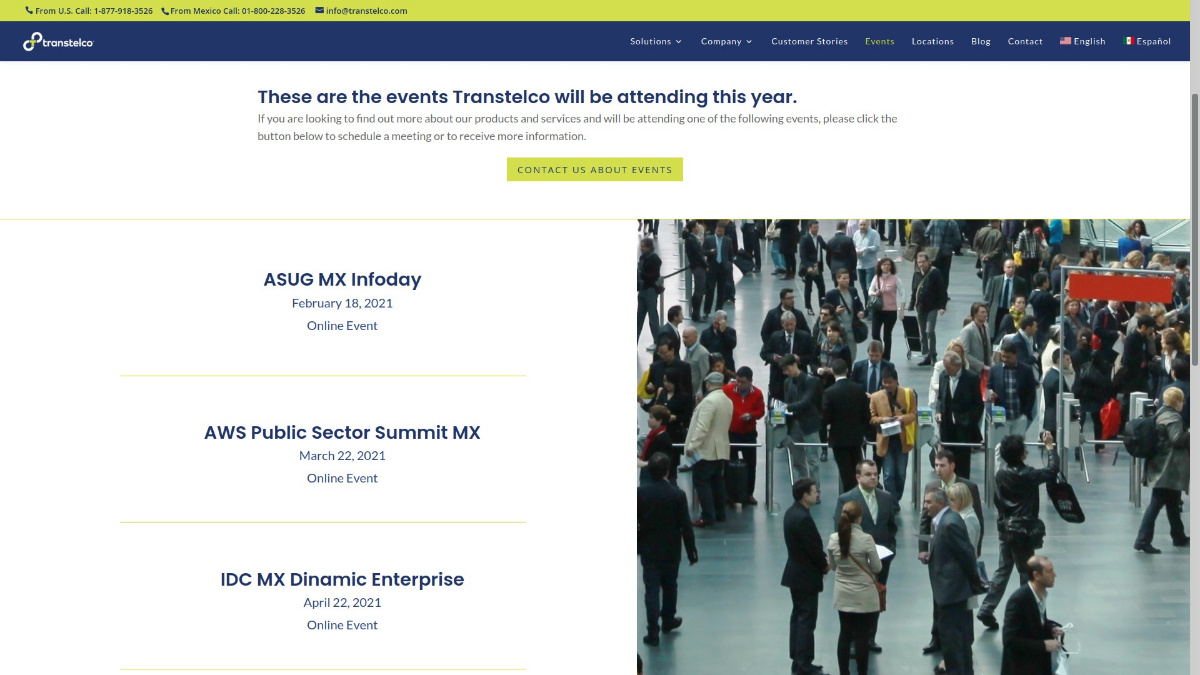 From U.S. Call: 1-877-918-3526 From Mexico Call: 01-800-228-3526 info@transtelco.com
transtelco Solutions Company Customer Stories Events Locations Blog Contact English Español
These are the events Transtelco will be attending this year.
If you are looking to find out more about our products and services and will be attending one of the following events, please click the
button below to schedule a meeting or to receive more information.
CONTACT US ABOUT EVENTS
ASUG MX Infoday
February 18, 2021
Online Event
AWS Public Sector Summit MX
March 22, 2021
Online Event
IDC MX Dinamic Enterprise
April 22, 2021
Online Event